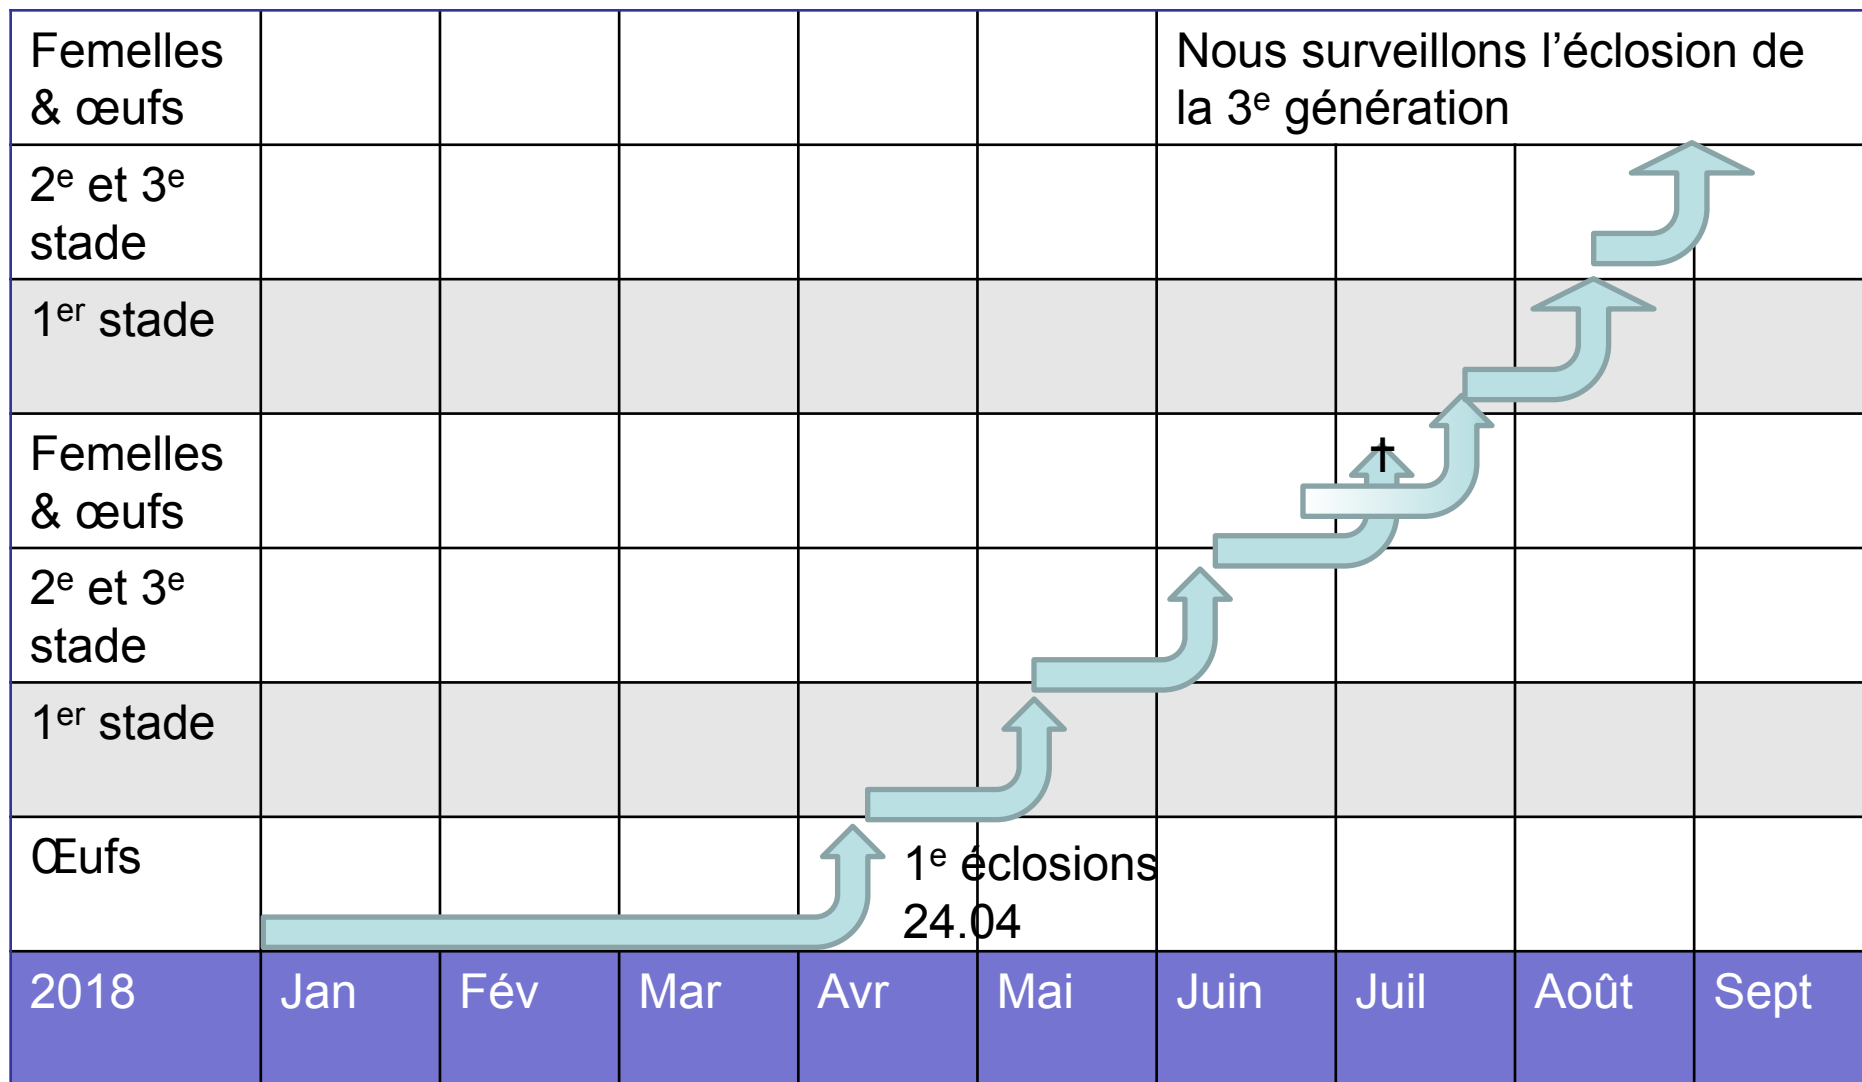 Femelles
& œufs
Nous surveillons l’éclosion de
la 3ᵉ génération
2ᵉ et 3ᵉ
stade
1ᵉʳ stade
Femelles
& œufs
†
2ᵉ et 3ᵉ
stade
1ᵉʳ stade
Œufs
1ᵉ éclosions
24.04
2018 Jan Fév Mar Avr Mai Juin Juil Août Sept